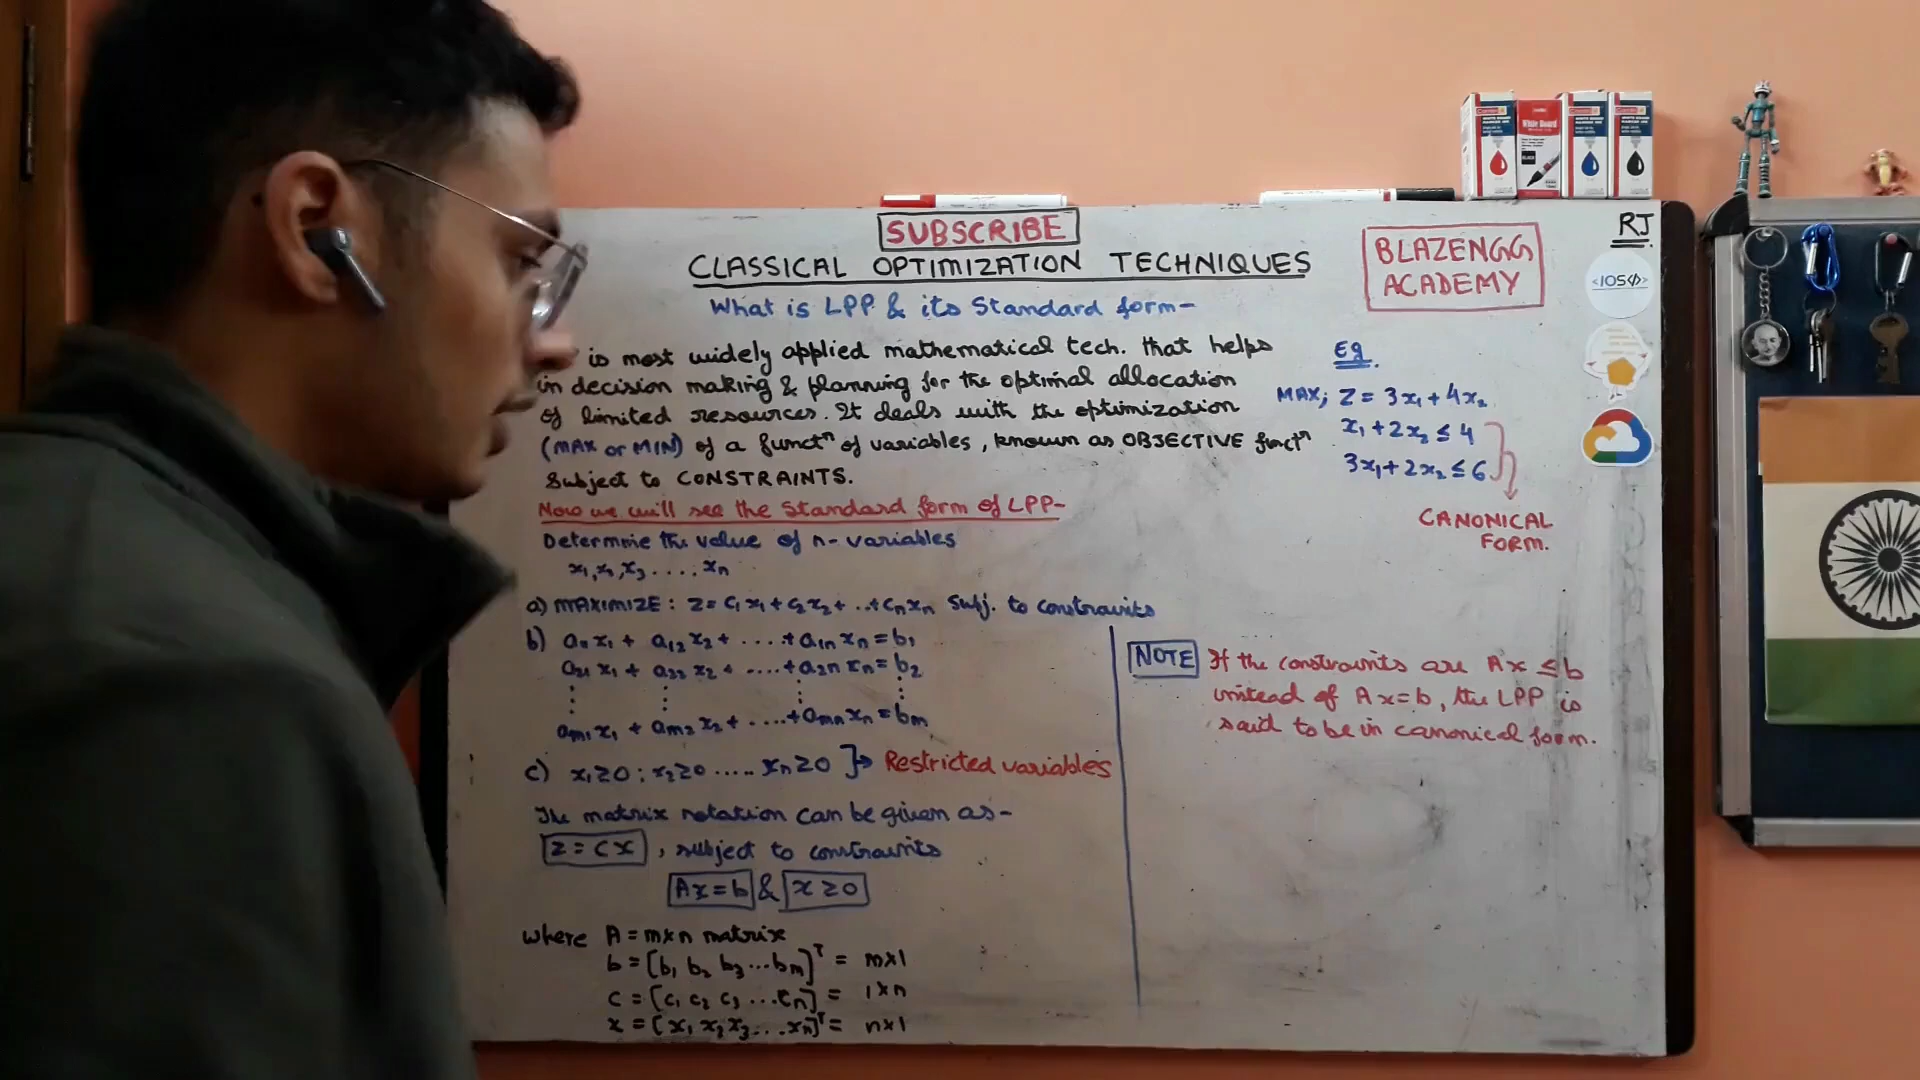 SUBSCRIBE
CLASSICAL OPTIMIZATION TECHNIQUES
What is LPP & its Standard form-
is most widely applied mathematical tech. that helps
in decision making & planning for the optimal allocation
of limited resources. It deals with the optimization
(MAX or MIN) of a functⁿ of variables, known as OBJECTIVE functⁿ
Subject to CONSTRAINTS.
Now we will see the Standard form of LPP-
Determine the value of n-variables
x₁, x₂, x₃ ...., xₙ
a) MAXIMIZE: Z = C₁x₁ + C₂x₂ + ..+ Cₙxₙ Subj. to constraints
b) a₁₁x₁ + a₁₂x₂ + ....+ a₁ₙxₙ = b₁
a₂₁x₁ + a₂₂x₂ + ....+ a₂ₙxₙ = b₂
⋮ ⋮ ⋮ ⋮
aₘ₁x₁ + aₘ₂x₂ + ....+ aₘₙxₙ = bₘ
c) x₁≥0; x₂≥0 ..... xₙ≥0 }→ Restricted variables
The matrix notation can be given as-
Z = CX, subject to constraints
Ax = b & x ≥ 0
where A = m×n matrix
b = [b₁ b₂ b₃ ... bₘ]ᵀ = m×1
C = [C₁ C₂ C₃ ... Cₙ] = 1×n
x = [x₁ x₂ x₃ ... xₙ]ᵀ = n×1
BLAZENGG
ACADEMY
RJ
Eg.
MAX; Z = 3x₁ + 4x₂
x₁ + 2x₂ ≤ 4
3x₁ + 2x₂ ≤ 6
CANONICAL
FORM.
NOTE If the constraints are Ax ≤ b
instead of Ax = b, the LPP is
said to be in canonical form.
White Board